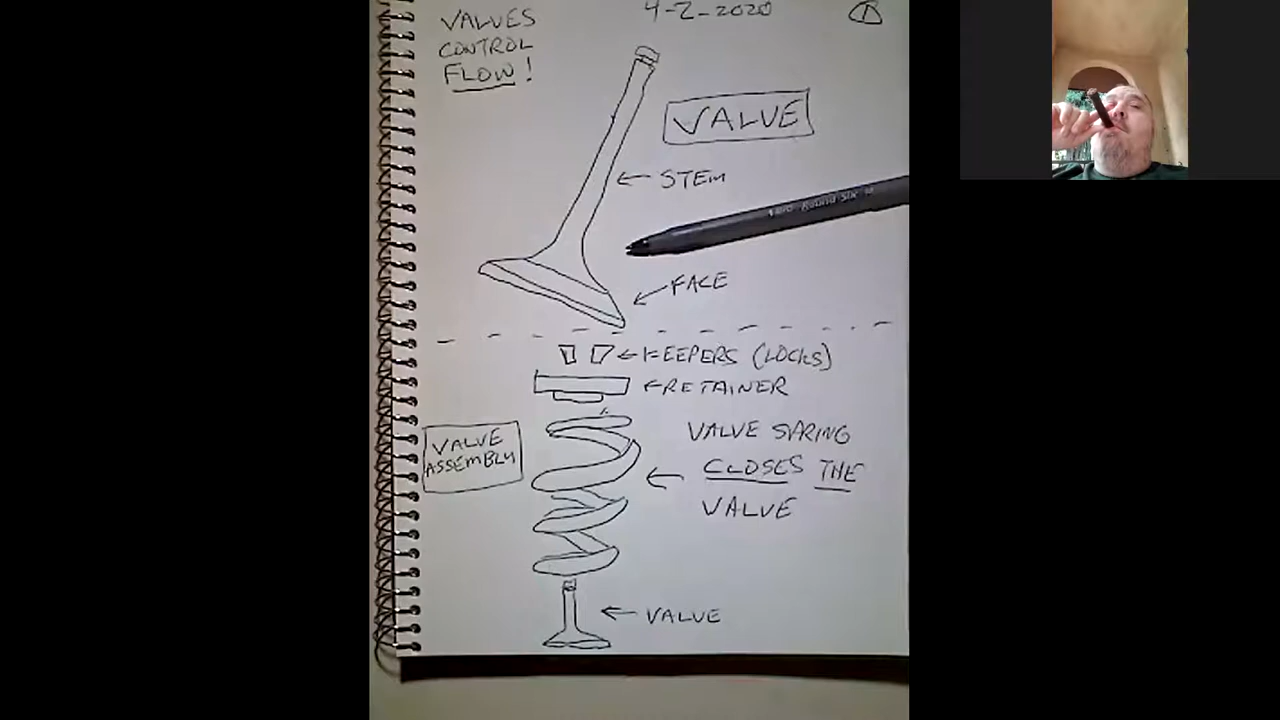 VALVES
CONTROL
FLOW!
4-2-2020
1
VALVE
STEM
FACE
KEEPERS (LOCKS)
RETAINER
VALVE
ASSEMBLY
VALVE SPRING
CLOSES THE
VALVE
VALVE